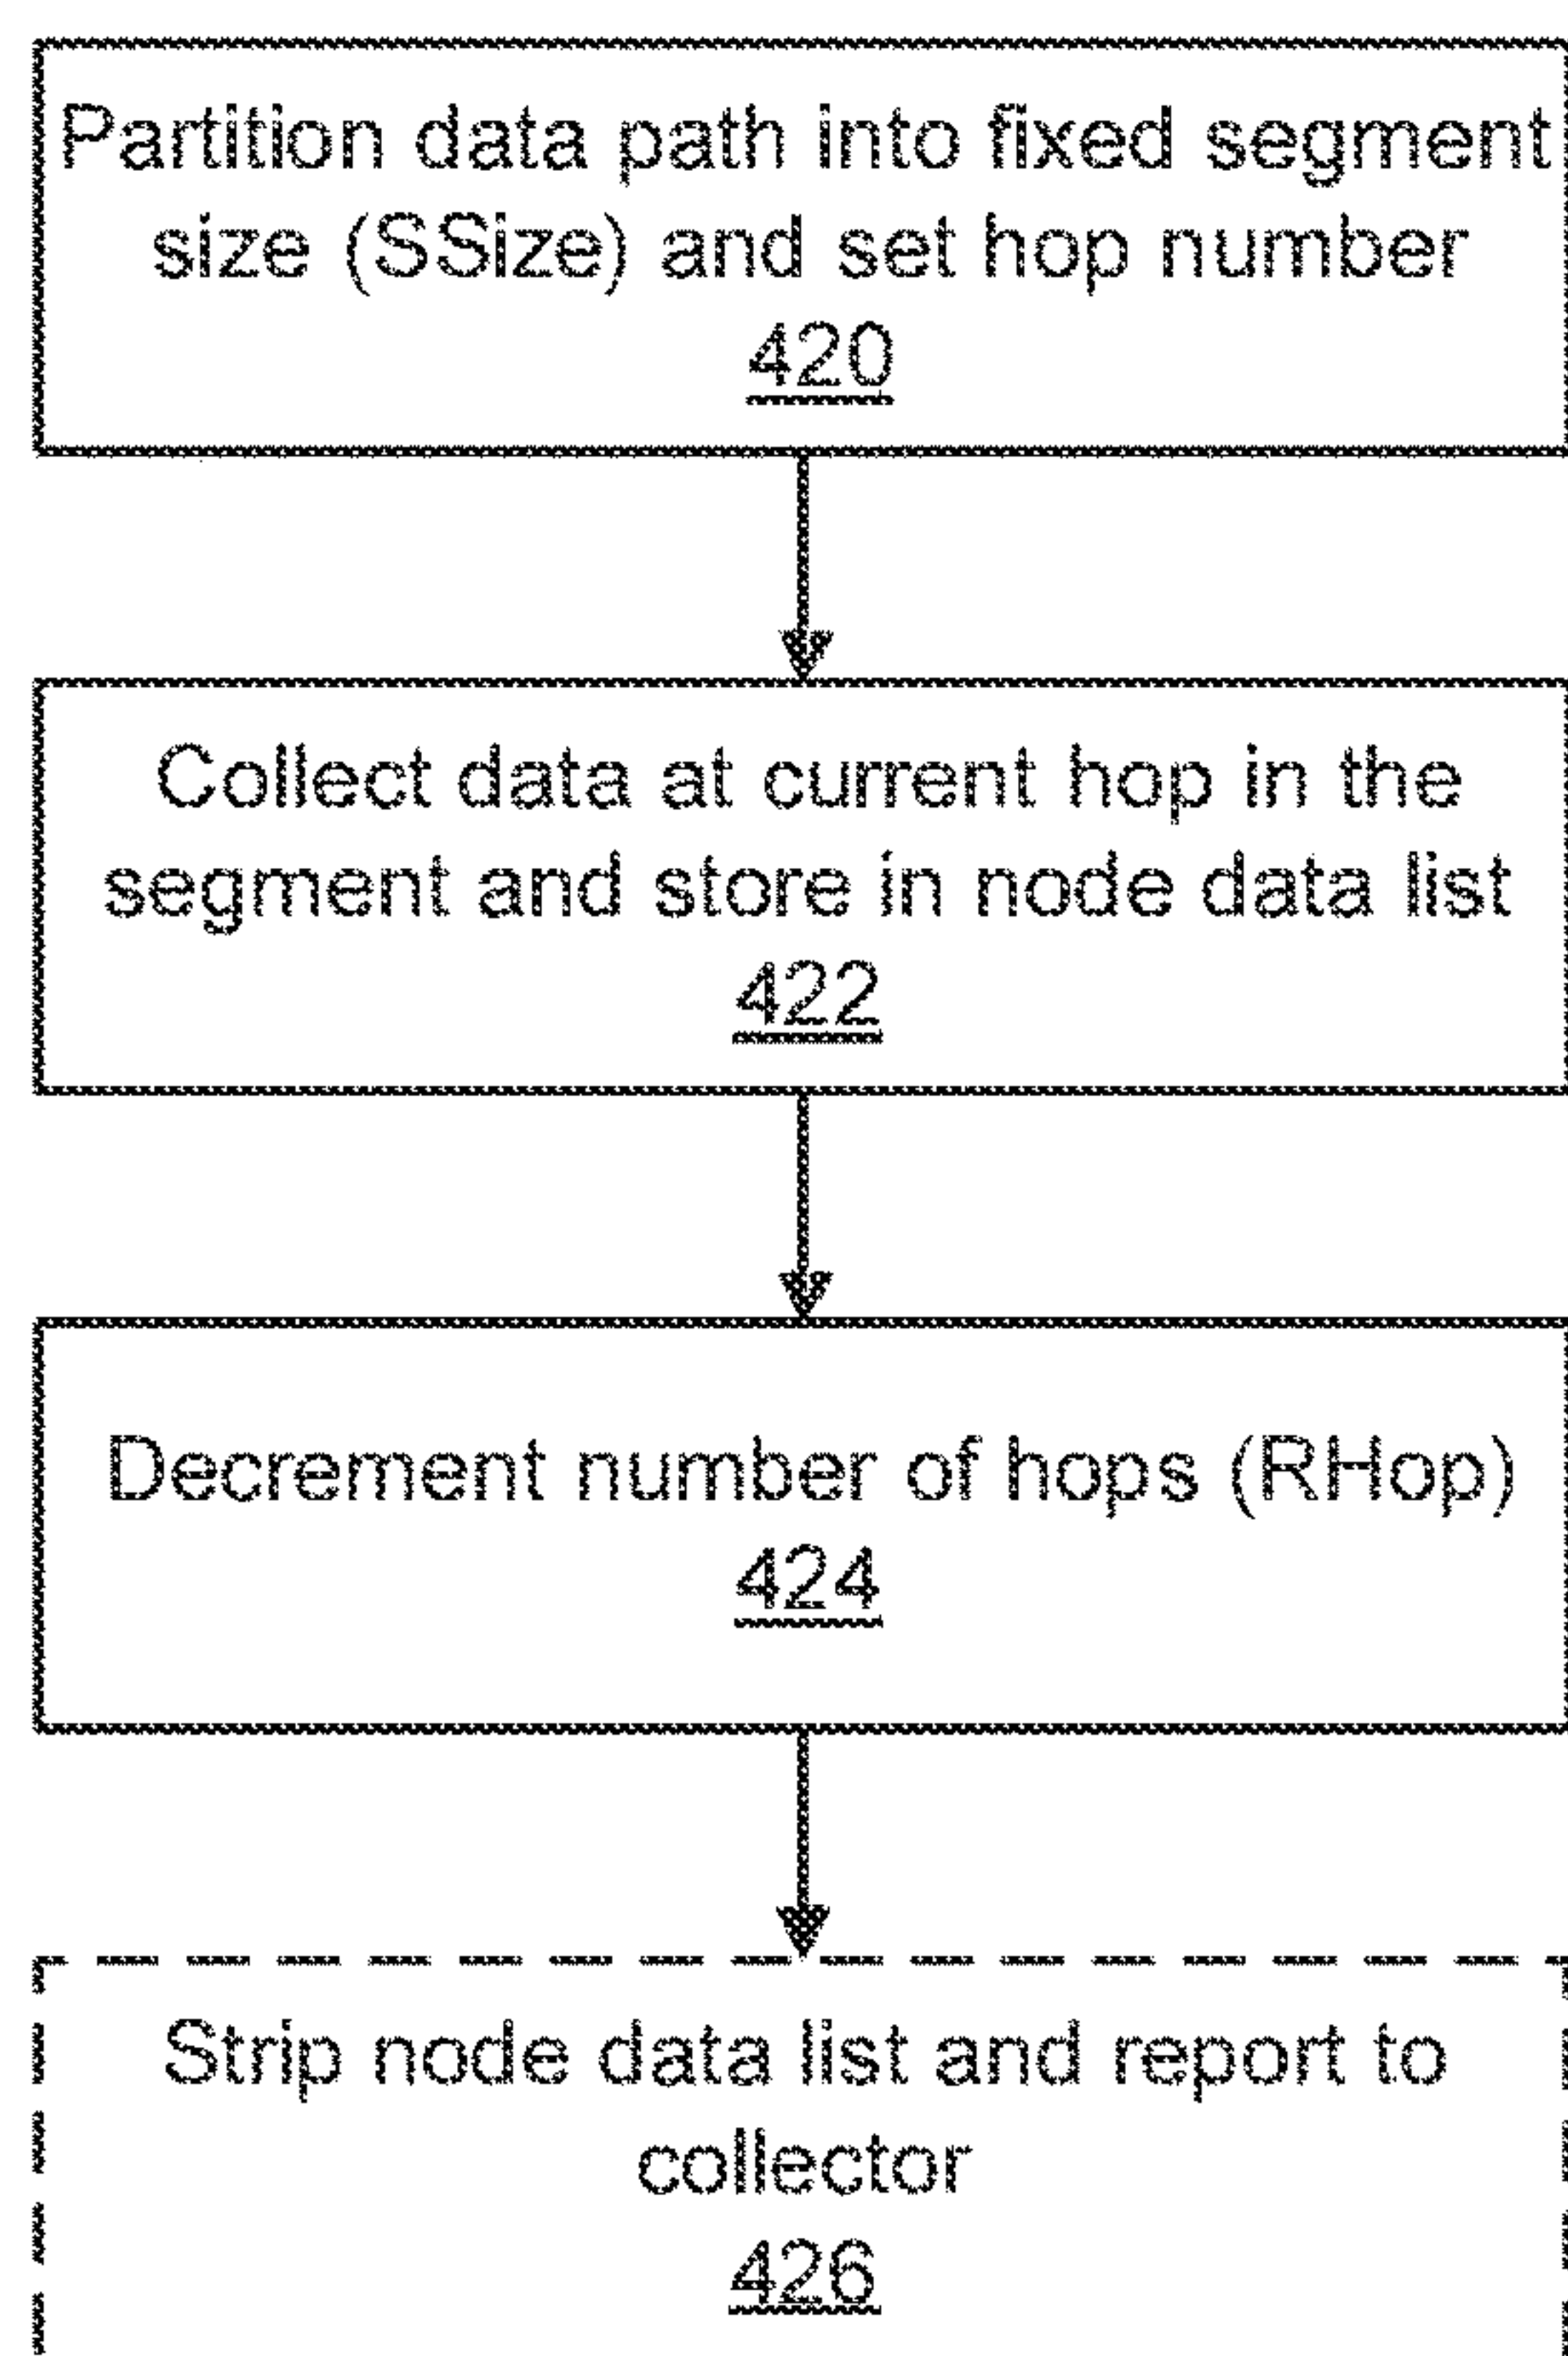 Partition data path into fixed segment
size (SSize) and set hop number
420
Collect data at current hop in the
segment and store in node data list
422
Decrement number of hops (RHop)
424
Strip node data list and report to
collector
426